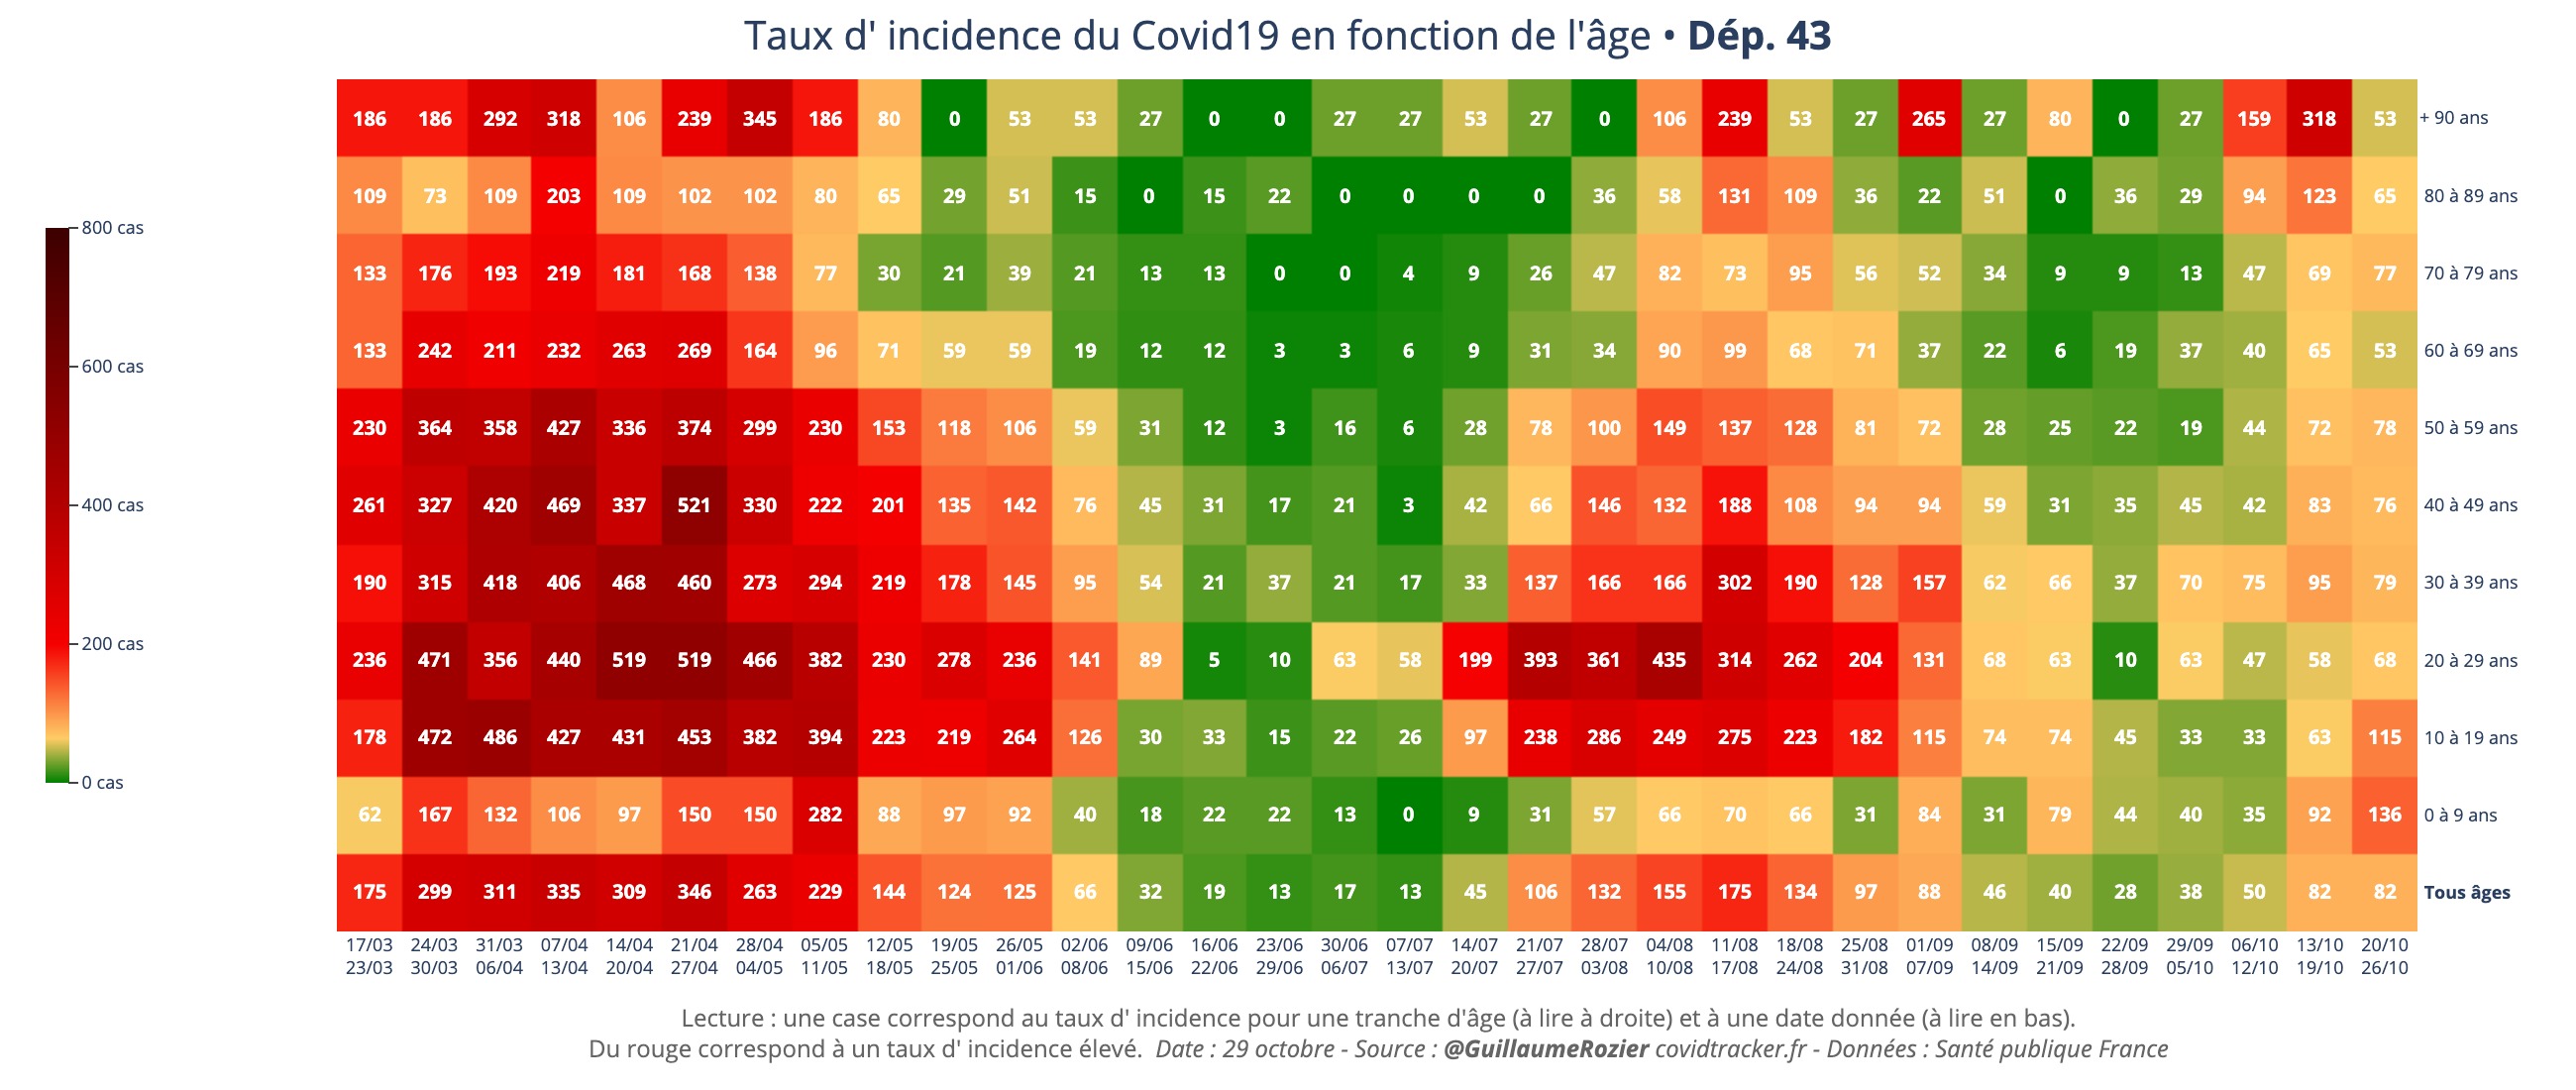 Taux d' incidence du Covid19 en fonction de l'âge • Dép. 43
800 cas
600 cas
400 cas
200 cas
0 cas
186 186 292 318 106 239 345 186 80 0 53 53 27 0 0 27 27 53 27 0 106 239 53 27 265 27 80 0 27 159 318 53 + 90 ans
109 73 109 203 109 102 102 80 65 29 51 15 0 15 22 0 0 0 0 36 58 131 109 36 22 51 0 36 29 94 123 65 80 à 89 ans
133 176 193 219 181 168 138 77 30 21 39 21 13 13 0 0 4 9 26 47 82 73 95 56 52 34 9 9 13 47 69 77 70 à 79 ans
133 242 211 232 263 269 164 96 71 59 59 19 12 12 3 3 6 9 31 34 90 99 68 71 37 22 6 19 37 40 65 53 60 à 69 ans
230 364 358 427 336 374 299 230 153 118 106 59 31 12 3 16 6 28 78 100 149 137 128 81 72 28 25 22 19 44 72 78 50 à 59 ans
261 327 420 469 337 521 330 222 201 135 142 76 45 31 17 21 3 42 66 146 132 188 108 94 94 59 31 35 45 42 83 76 40 à 49 ans
190 315 418 406 468 460 273 294 219 178 145 95 54 21 37 21 17 33 137 166 166 302 190 128 157 62 66 37 70 75 95 79 30 à 39 ans
236 471 356 440 519 519 466 382 230 278 236 141 89 5 10 63 58 199 393 361 435 314 262 204 131 68 63 10 63 47 58 68 20 à 29 ans
178 472 486 427 431 453 382 394 223 219 264 126 30 33 15 22 26 97 238 286 249 275 223 182 115 74 74 45 33 33 63 115 10 à 19 ans
62 167 132 106 97 150 150 282 88 97 92 40 18 22 22 13 0 9 31 57 66 70 66 31 84 31 79 44 40 35 92 136 0 à 9 ans
175 299 311 335 309 346 263 229 144 124 125 66 32 19 13 17 13 45 106 132 155 175 134 97 88 46 40 28 38 50 82 82 Tous âges
17/03 24/03 31/03 07/04 14/04 21/04 28/04 05/05 12/05 19/05 26/05 02/06 09/06 16/06 23/06 30/06 07/07 14/07 21/07 28/07 04/08 11/08 18/08 25/08 01/09 08/09 15/09 22/09 29/09 06/10 13/10 20/10
23/03 30/03 06/04 13/04 20/04 27/04 04/05 11/05 18/05 25/05 01/06 08/06 15/06 22/06 29/06 06/07 13/07 20/07 27/07 03/08 10/08 17/08 24/08 31/08 07/09 14/09 21/09 28/09 05/10 12/10 19/10 26/10
Lecture : une case correspond au taux d' incidence pour une tranche d'âge (à lire à droite) et à une date donnée (à lire en bas).
Du rouge correspond à un taux d' incidence élevé. Date : 29 octobre - Source : @GuillaumeRozier covidtracker.fr - Données : Santé publique France